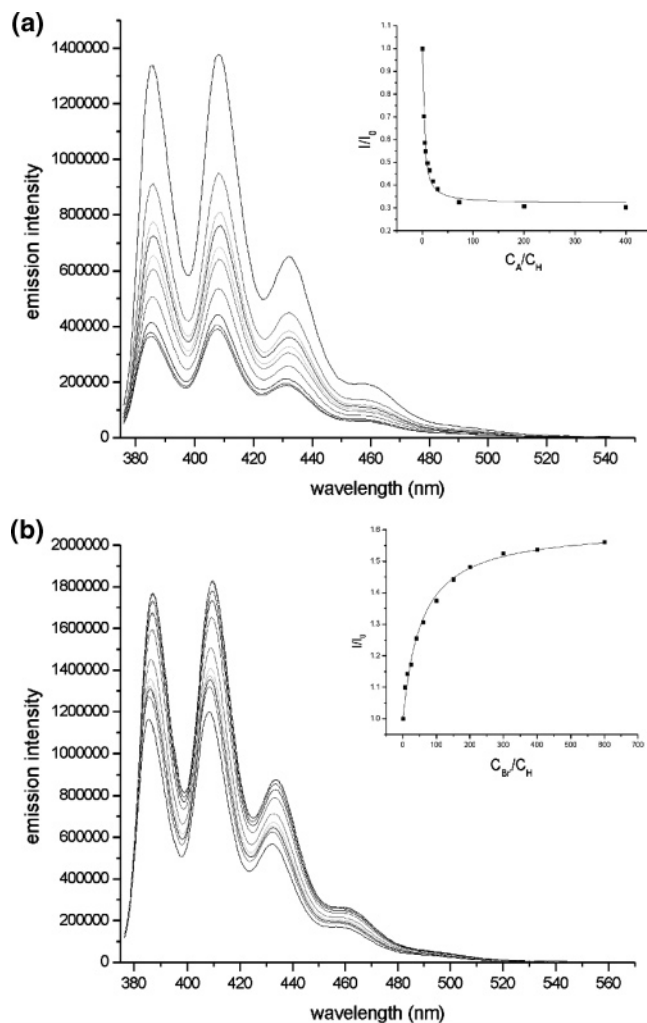 (a)
1400000
1200000
1000000
800000
600000
400000
200000
0
emission intensity
380 400 420 440 460 480 500 520 540
wavelength (nm)
1.1
1.0
0.9
0.8
0.7
0.6
0.5
0.4
0.3
0.2
I/I0
0 100 200 300 400
CA/CH
(b)
2000000
1800000
1600000
1400000
1200000
1000000
800000
600000
400000
200000
0
emission intensity
380 400 420 440 460 480 500 520 540
wavelength (nm)
1.6
1.5
1.4
1.3
1.2
1.1
1.0
I/I0
0 100 200 300 400 500 600 700
CBr/CH